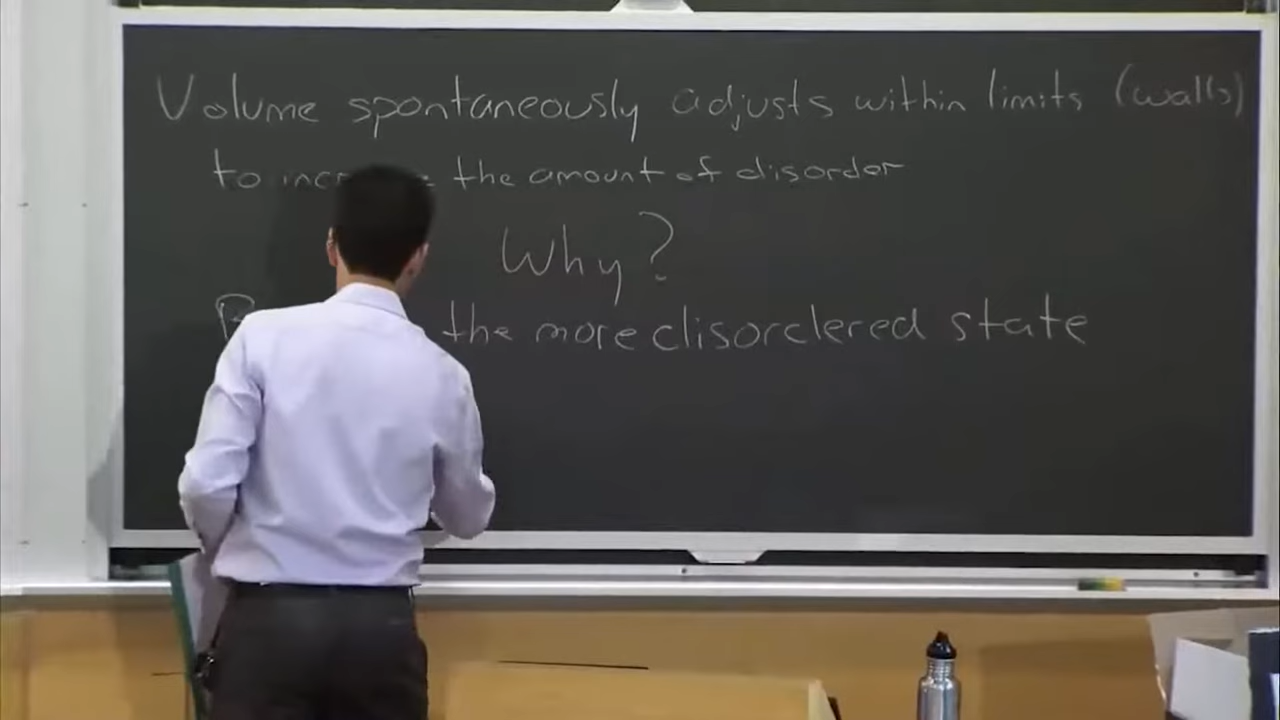 Volume spontaneously adjusts within limits (walls)
to the amount of disorder
Why?
the more disordered state